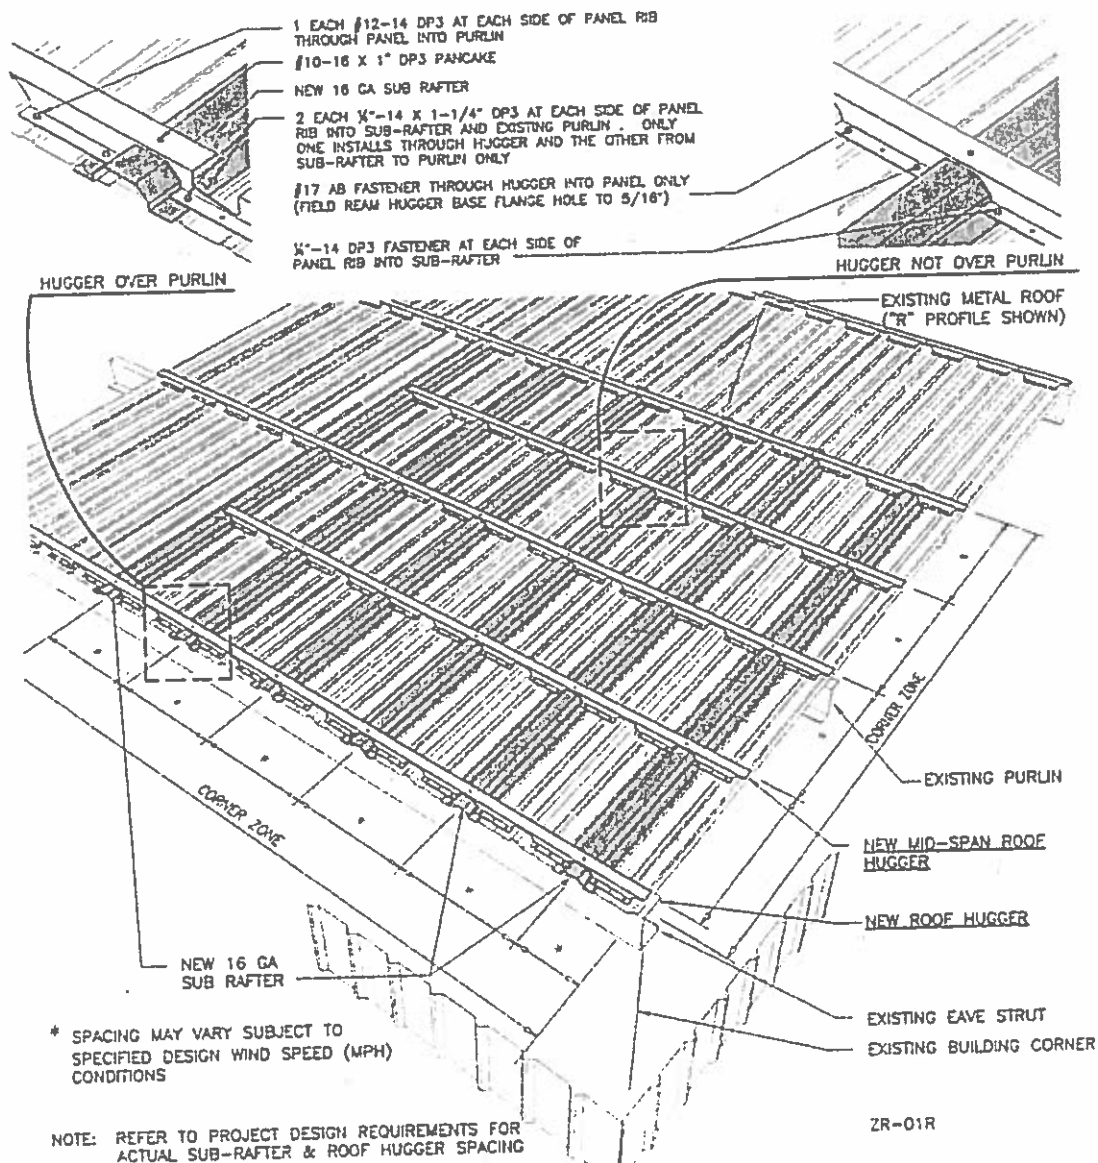 1 EACH #12-14 DP3 AT EACH SIDE OF PANEL RIB
THROUGH PANEL INTO PURLIN
#10-16 X 1" DP3 PANCAKE
NEW 16 GA SUB RAFTER
2 EACH ¼"-14 X 1-1/4" DP3 AT EACH SIDE OF PANEL
RIB INTO SUB-RAFTER AND EXISTING PURLIN . ONLY
ONE INSTALLS THROUGH HUGGER AND THE OTHER FROM
SUB-RAFTER TO PURLIN ONLY
#17 AB FASTENER THROUGH HUGGER INTO PANEL ONLY
(FIELD REAM HUGGER BASE FLANGE HOLE TO 5/16")
¼"-14 DP3 FASTENER AT EACH SIDE OF
PANEL RIB INTO SUB-RAFTER
HUGGER OVER PURLIN
HUGGER NOT OVER PURLIN
EXISTING METAL ROOF
("R" PROFILE SHOWN)
CORNER ZONE
CORNER ZONE
EXISTING PURLIN
NEW MID-SPAN ROOF
HUGGER
NEW ROOF HUGGER
NEW 16 GA
SUB RAFTER
EXISTING EAVE STRUT
EXISTING BUILDING CORNER
* SPACING MAY VARY SUBJECT TO
SPECIFIED DESIGN WIND SPEED (MPH)
CONDITIONS
NOTE: REFER TO PROJECT DESIGN REQUIREMENTS FOR
ACTUAL SUB-RAFTER & ROOF HUGGER SPACING
ZR-01R